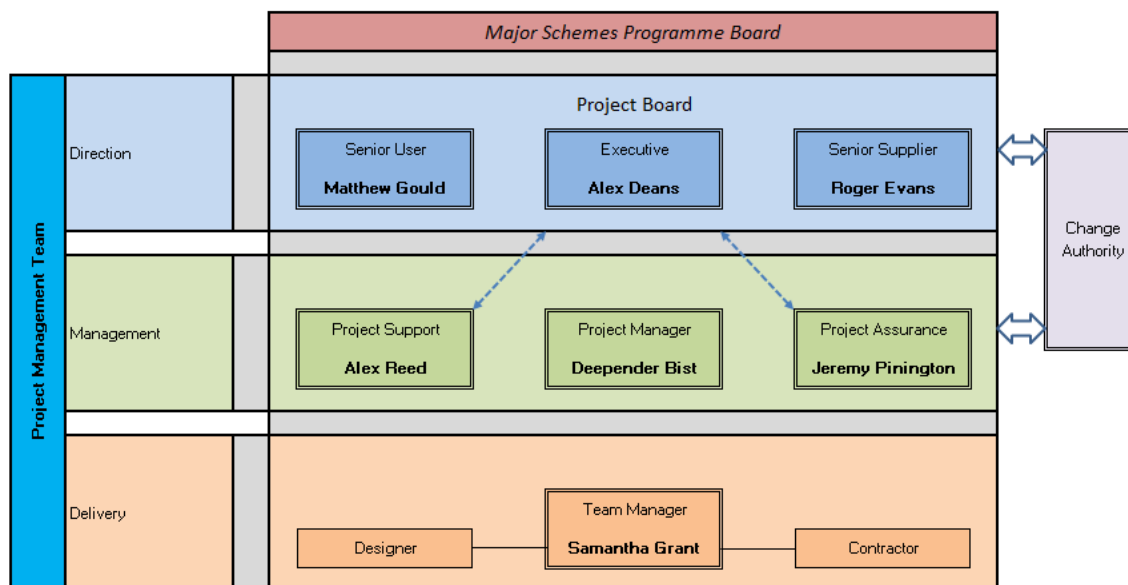 Major Schemes Programme Board
Project Management Team
Direction
Project Board
Senior User
Matthew Gould
Executive
Alex Deans
Senior Supplier
Roger Evans
Change
Authority
Management
Project Support
Alex Reed
Project Manager
Deepender Bist
Project Assurance
Jeremy Pinington
Delivery
Team Manager
Samantha Grant
Designer
Contractor